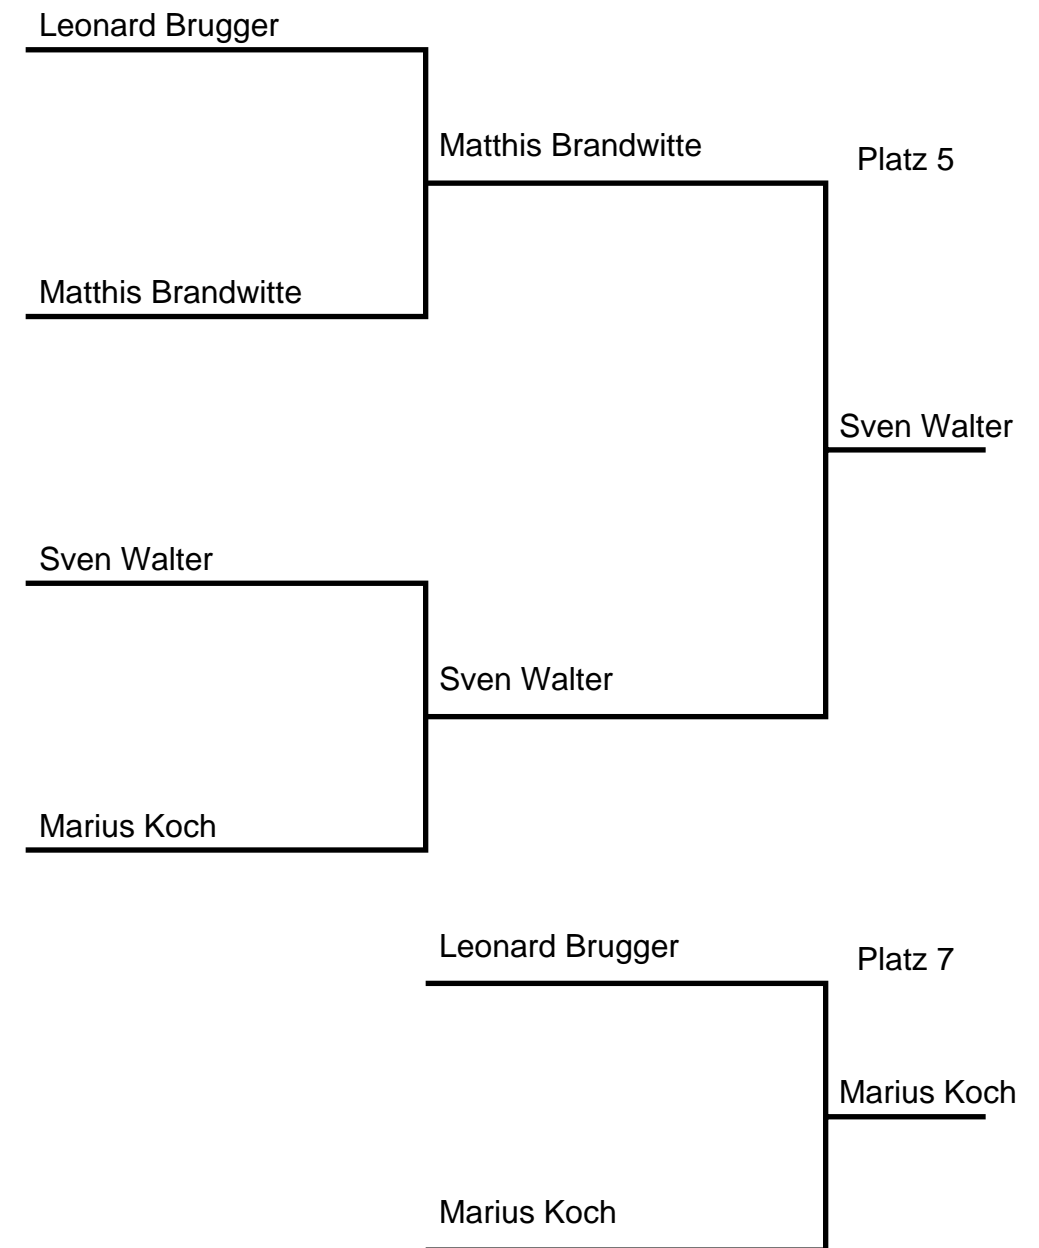 Leonard Brugger
Matthis Brandwitte
Platz 5
Matthis Brandwitte
Sven Walter
Sven Walter
Sven Walter
Marius Koch
Leonard Brugger
Platz 7
Marius Koch
Marius Koch